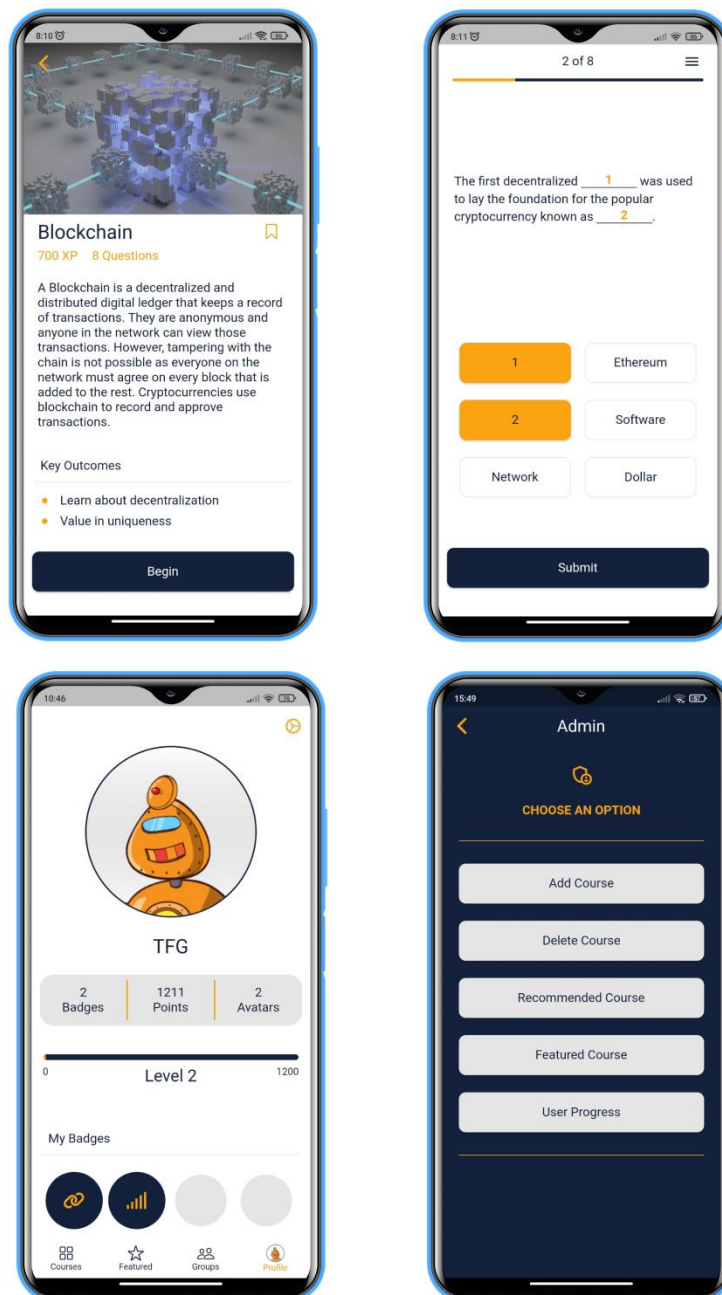 8:10
86
Blockchain
700 XP 8 Questions
A Blockchain is a decentralized and
distributed digital ledger that keeps a record
of transactions. They are anonymous and
anyone in the network can view those
transactions. However, tampering with the
chain is not possible as everyone on the
network must agree on every block that is
added to the rest. Cryptocurrencies use
blockchain to record and approve
transactions.
Key Outcomes
Learn about decentralization
Value in uniqueness
Begin
8:11
86
2 of 8
The first decentralized 1 was used
to lay the foundation for the popular
cryptocurrency known as 2.
1 Ethereum
2 Software
Network Dollar
Submit
10:46
76
TFG
2 1211 2
Badges Points Avatars
0 Level 2 1200
My Badges
Courses Featured Groups Profile
15:49
Admin
CHOOSE AN OPTION
Add Course
Delete Course
Recommended Course
Featured Course
User Progress